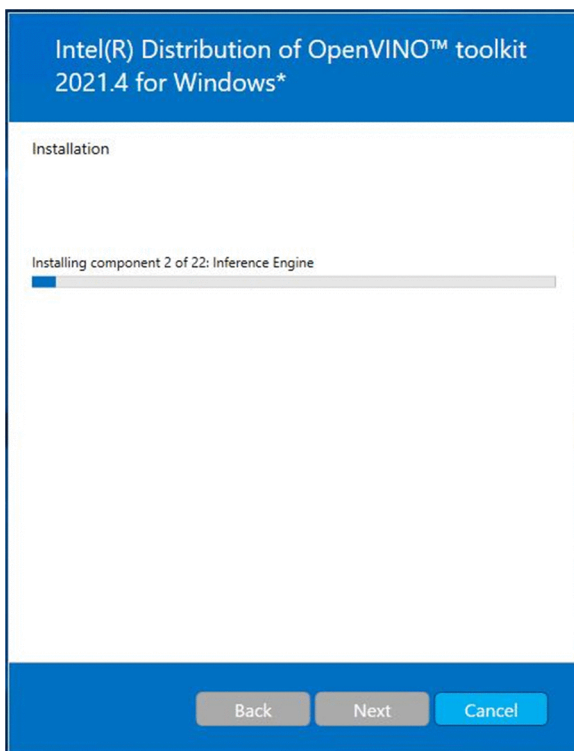 Intel(R) Distribution of OpenVINO™ toolkit
2021.4 for Windows*
Installation
Installing component 2 of 22: Inference Engine
Back
Next
Cancel